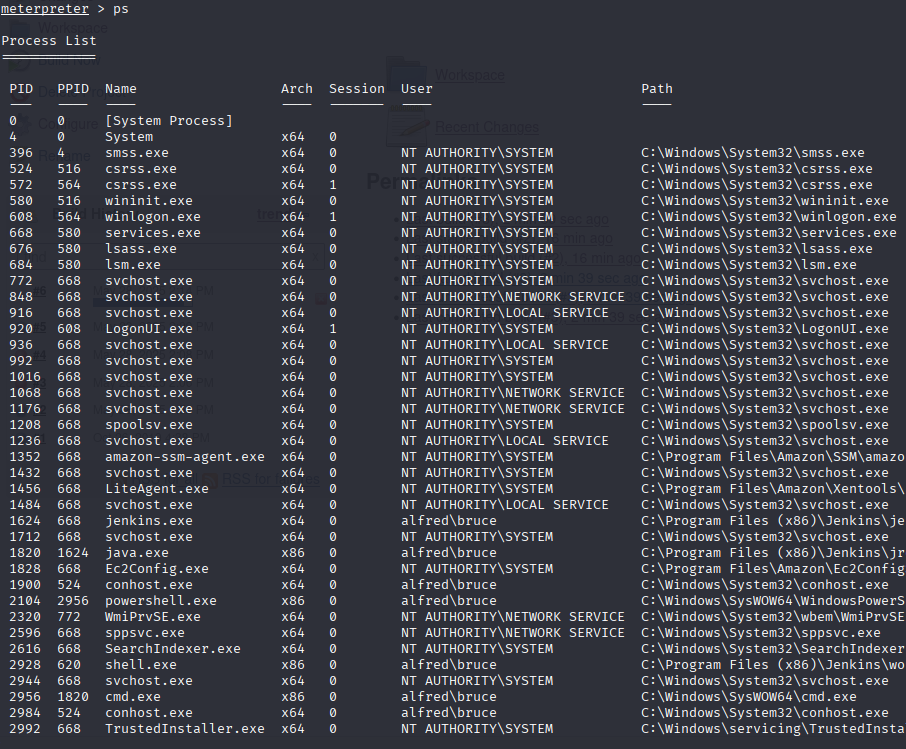 meterpreter > ps
Process List
PID PPID Name Arch Session User Path
0 0 [System Process]
4 0 System x64 0
396 4 smss.exe x64 0 NT AUTHORITY\SYSTEM C:\Windows\System32\smss.exe
524 516 csrss.exe x64 0 NT AUTHORITY\SYSTEM C:\Windows\System32\csrss.exe
572 564 csrss.exe x64 1 NT AUTHORITY\SYSTEM C:\Windows\System32\csrss.exe
580 516 wininit.exe x64 0 NT AUTHORITY\SYSTEM C:\Windows\System32\wininit.exe
608 564 winlogon.exe x64 1 NT AUTHORITY\SYSTEM C:\Windows\System32\winlogon.exe
668 580 services.exe x64 0 NT AUTHORITY\SYSTEM C:\Windows\System32\services.exe
676 580 lsass.exe x64 0 NT AUTHORITY\SYSTEM C:\Windows\System32\lsass.exe
684 580 lsm.exe x64 0 NT AUTHORITY\SYSTEM C:\Windows\System32\lsm.exe
772 668 svchost.exe x64 0 NT AUTHORITY\SYSTEM C:\Windows\System32\svchost.exe
848 668 svchost.exe x64 0 NT AUTHORITY\NETWORK SERVICE C:\Windows\System32\svchost.exe
916 668 svchost.exe x64 0 NT AUTHORITY\LOCAL SERVICE C:\Windows\System32\svchost.exe
920 608 LogonUI.exe x64 1 NT AUTHORITY\SYSTEM C:\Windows\System32\LogonUI.exe
936 668 svchost.exe x64 0 NT AUTHORITY\LOCAL SERVICE C:\Windows\System32\svchost.exe
992 668 svchost.exe x64 0 NT AUTHORITY\SYSTEM C:\Windows\System32\svchost.exe
1016 668 svchost.exe x64 0 NT AUTHORITY\SYSTEM C:\Windows\System32\svchost.exe
1068 668 svchost.exe x64 0 NT AUTHORITY\NETWORK SERVICE C:\Windows\System32\svchost.exe
1176 668 svchost.exe x64 0 NT AUTHORITY\NETWORK SERVICE C:\Windows\System32\svchost.exe
1208 668 spoolsv.exe x64 0 NT AUTHORITY\SYSTEM C:\Windows\System32\spoolsv.exe
1236 668 svchost.exe x64 0 NT AUTHORITY\LOCAL SERVICE C:\Windows\System32\svchost.exe
1352 668 amazon-ssm-agent.exe x64 0 NT AUTHORITY\SYSTEM C:\Program Files\Amazon\SSM\amazo
1432 668 svchost.exe x64 0 NT AUTHORITY\SYSTEM C:\Windows\System32\svchost.exe
1456 668 LiteAgent.exe x64 0 NT AUTHORITY\SYSTEM C:\Program Files\Amazon\Xentools\
1484 668 svchost.exe x64 0 NT AUTHORITY\LOCAL SERVICE C:\Windows\System32\svchost.exe
1624 668 jenkins.exe x64 0 alfred\bruce C:\Program Files (x86)\Jenkins\je
1712 668 svchost.exe x64 0 NT AUTHORITY\SYSTEM C:\Windows\System32\svchost.exe
1820 1624 java.exe x86 0 alfred\bruce C:\Program Files (x86)\Jenkins\jr
1828 668 Ec2Config.exe x64 0 NT AUTHORITY\SYSTEM C:\Program Files\Amazon\Ec2Config
1900 524 conhost.exe x64 0 alfred\bruce C:\Windows\System32\conhost.exe
2104 2956 powershell.exe x86 0 alfred\bruce C:\Windows\SysWOW64\WindowsPowerS
2320 772 WmiPrvSE.exe x64 0 NT AUTHORITY\NETWORK SERVICE C:\Windows\System32\wbem\WmiPrvSE
2596 668 sppsvc.exe x64 0 NT AUTHORITY\NETWORK SERVICE C:\Windows\System32\sppsvc.exe
2616 668 SearchIndexer.exe x64 0 NT AUTHORITY\SYSTEM C:\Windows\System32\SearchIndexer
2928 620 shell.exe x86 0 alfred\bruce C:\Program Files (x86)\Jenkins\wo
2944 668 svchost.exe x64 0 NT AUTHORITY\SYSTEM C:\Windows\System32\svchost.exe
2956 1820 cmd.exe x86 0 alfred\bruce C:\Windows\SysWOW64\cmd.exe
2984 524 conhost.exe x64 0 alfred\bruce C:\Windows\System32\conhost.exe
2992 668 TrustedInstaller.exe x64 0 NT AUTHORITY\SYSTEM C:\Windows\servicing\TrustedInsta
Workspace
Recent Changes